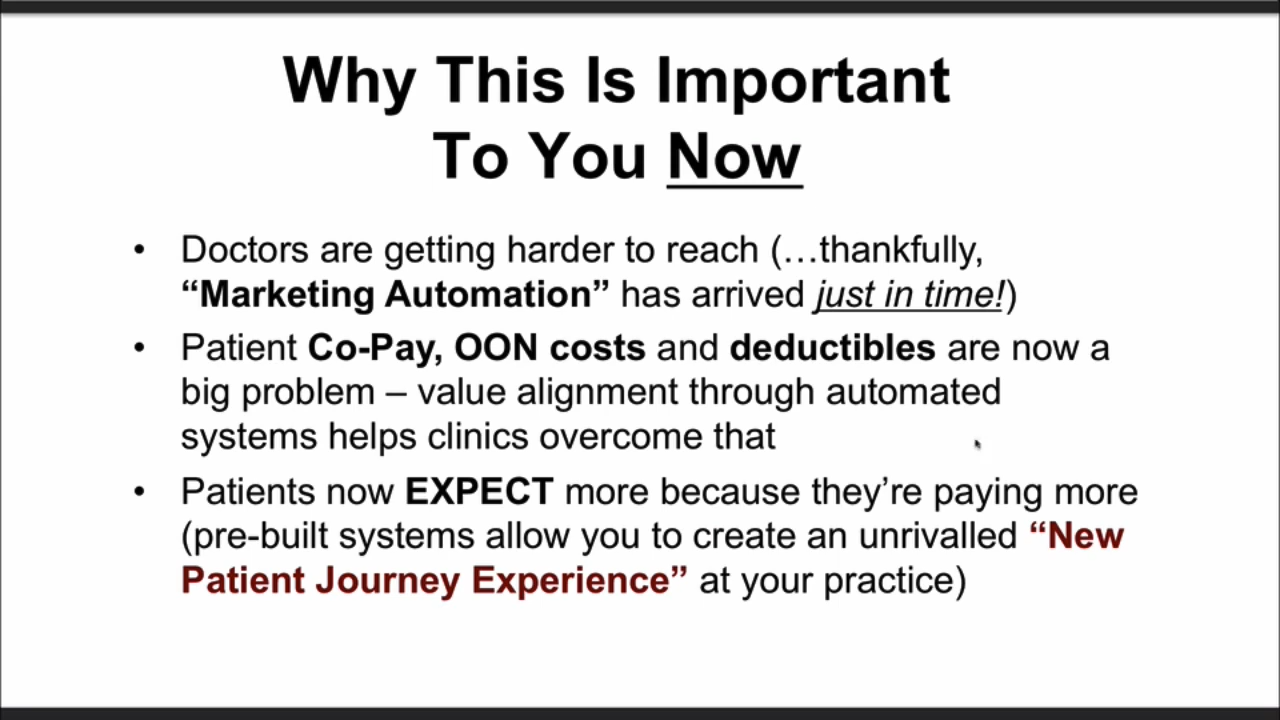 Why This Is Important
To You Now
• Doctors are getting harder to reach (…thankfully,
“Marketing Automation” has arrived just in time!)
• Patient Co-Pay, OON costs and deductibles are now a
big problem – value alignment through automated
systems helps clinics overcome that
• Patients now EXPECT more because they’re paying more
(pre-built systems allow you to create an unrivalled “New
Patient Journey Experience” at your practice)